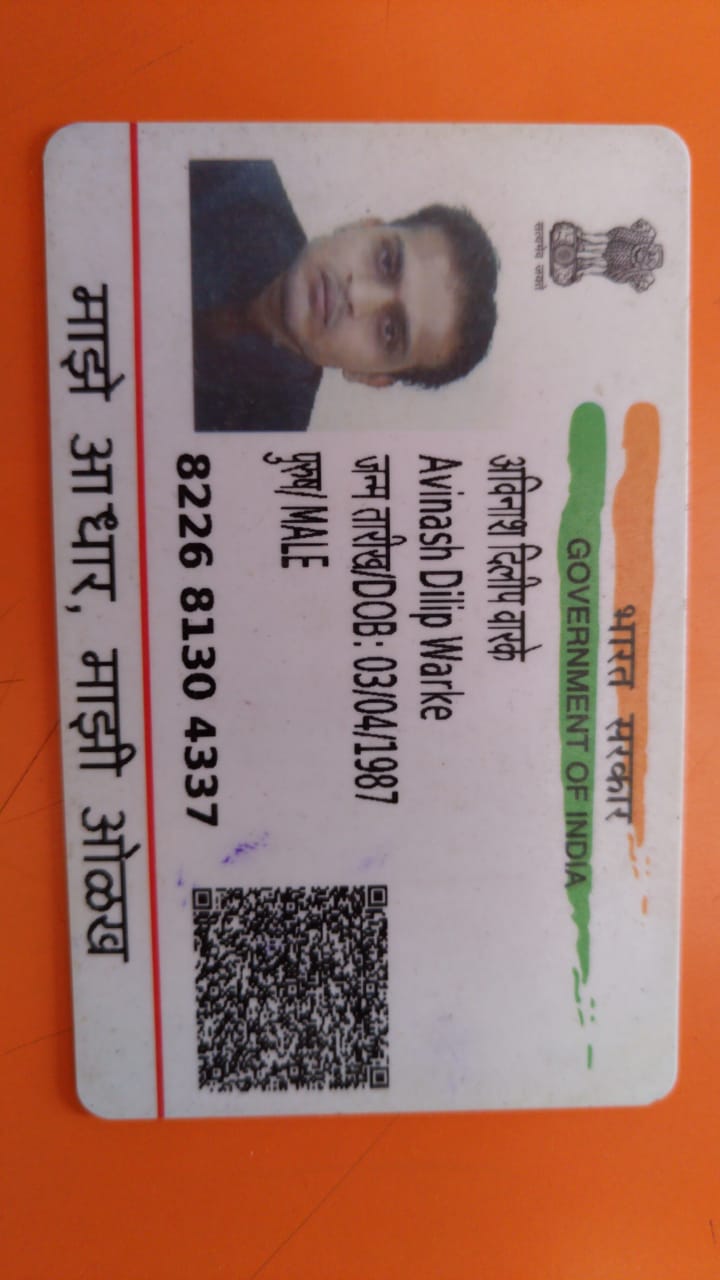 सत्यमेव जयते
भारत सरकार
GOVERNMENT OF INDIA
अविनाश दिलीप वारके
Avinash Dilip Warke
जन्म तारीख/DOB: 03/04/1987
पुरुष/ MALE
8226 8130 4337
माझे आधार, माझी ओळख